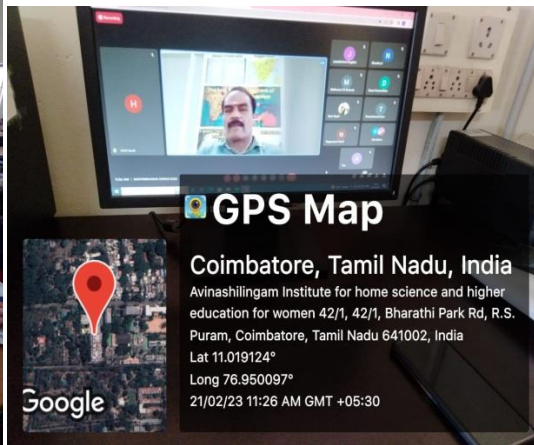 Recording
H
M
T
GPS Map
Coimbatore, Tamil Nadu, India
Avinashilingam Institute for home science and higher
education for women 42/1, 42/1, Bharathi Park Rd, R.S.
Puram, Coimbatore, Tamil Nadu 641002, India
Lat 11.019124°
Long 76.950097°
21/02/23 11:26 AM GMT +05:30
Google